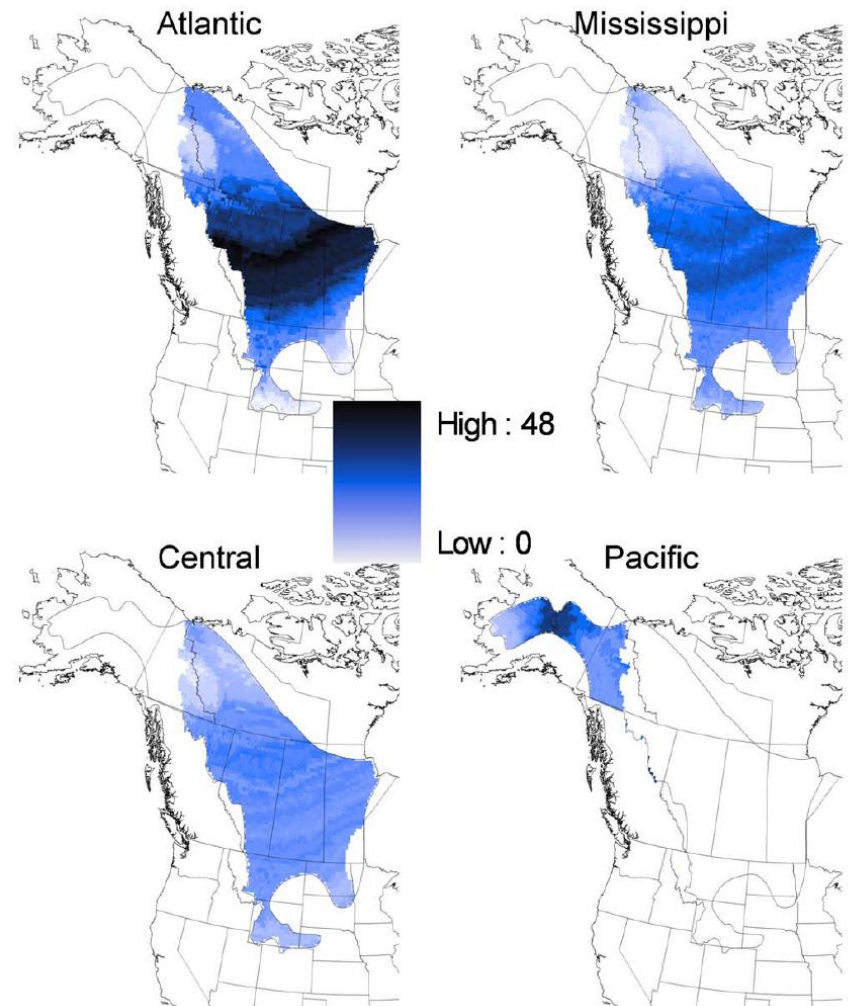 Atlantic
Mississippi
High : 48
Low : 0
Central
Pacific